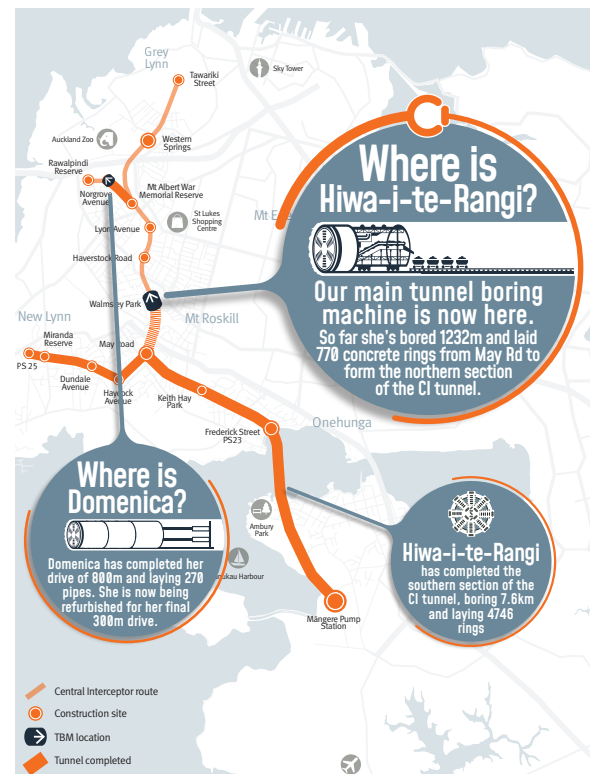 Grey
Lynn
Tawariki
Street
Sky Tower
Auckland Zoo
Western
Springs
Rawalpindi
Reserve
Norgrove
Avenue
Mt Albert War
Memorial Reserve
St Lukes
Shopping
Centre
Lyon Avenue
Mt E
Haverstock Road
Walmsley Park
New Lynn
Mt Roskill
Miranda
Reserve
May Road
PS 25
Dundale
Avenue
Haycock
Avenue
Keith Hay
Park
Frederick Street
PS23
Onehunga
Ambury
Park
Manukau Harbour
Māngere Pump
Station
Where is
Hiwa-i-te-Rangi?
Our main tunnel boring
machine is now here.
So far she's bored 1232m and laid
770 concrete rings from May Rd to
form the northern section
of the CI tunnel.
Where is
Domenica?
Domenica has completed her
drive of 800m and laying 270
pipes. She is now being
refurbished for her final
300m drive.
Hiwa-i-te-Rangi
has completed the
southern section of the
CI tunnel, boring 7.6km
and laying 4746
rings
Central Interceptor route
Construction site
TBM location
Tunnel completed